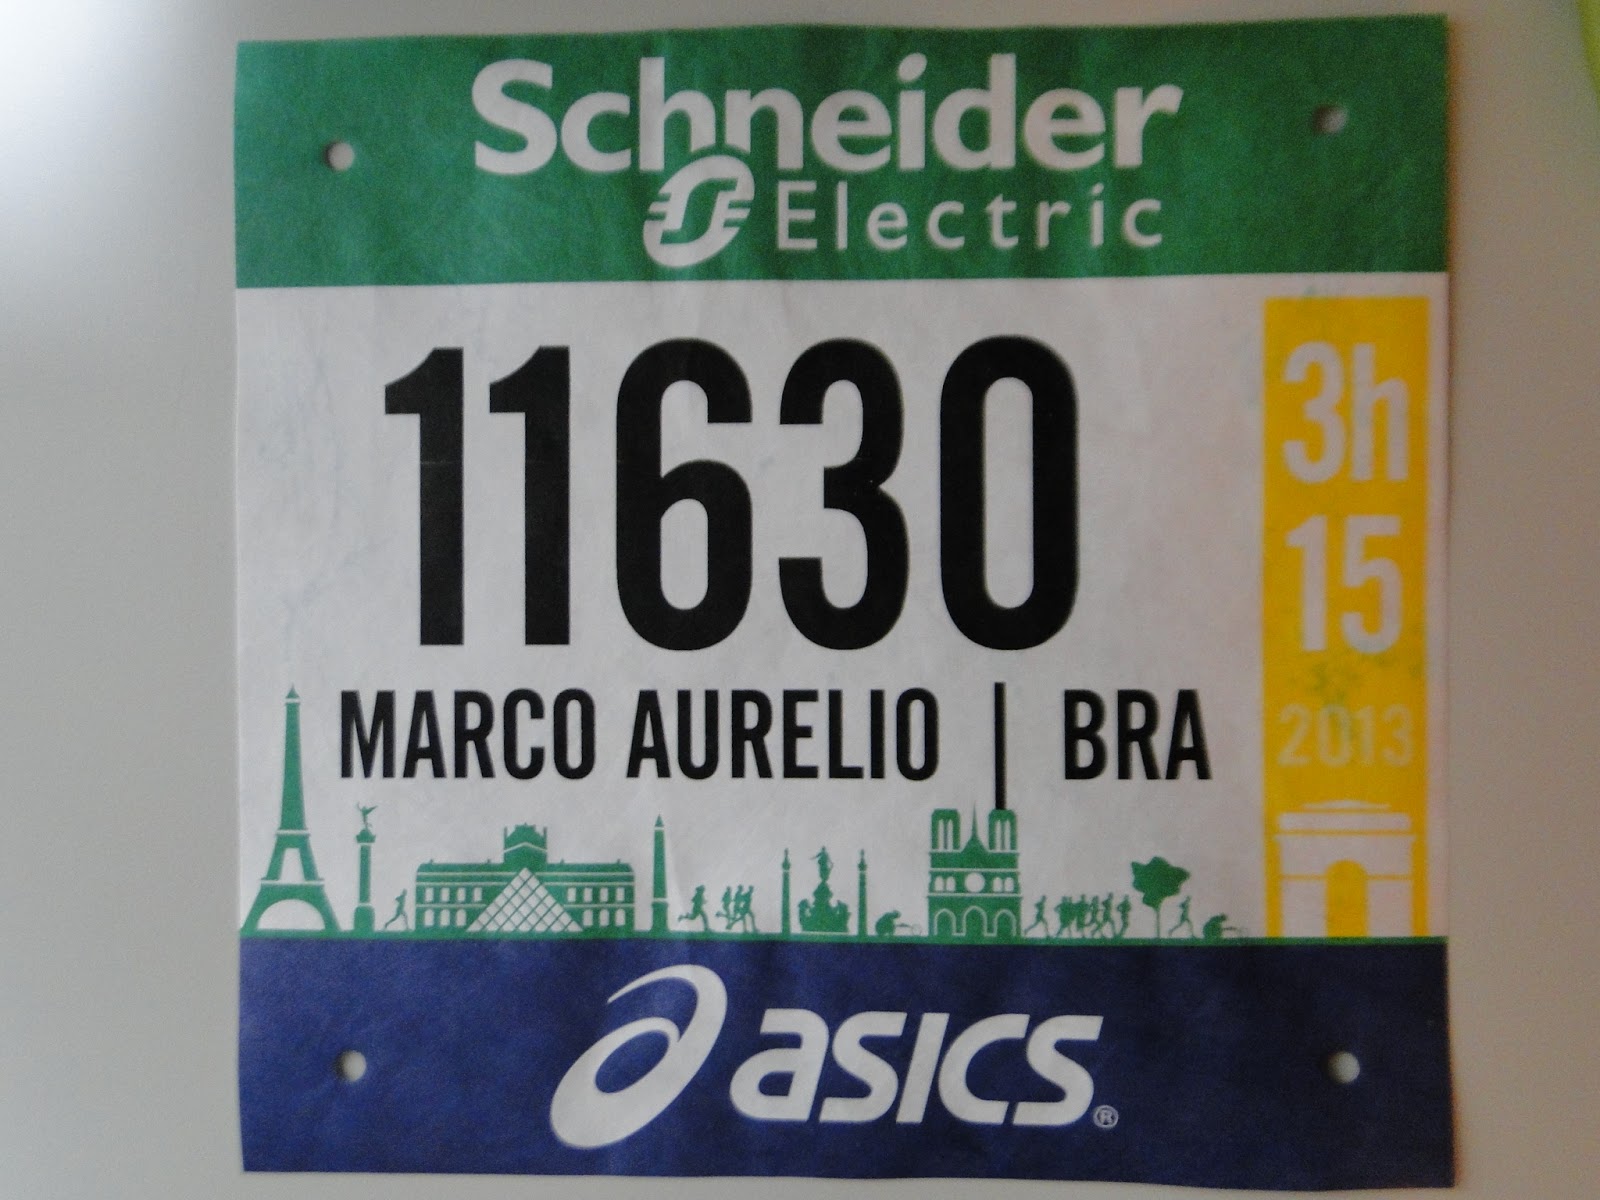 Schneider
Electric
11630
MARCO AURELIO | BRA
3h
15
2013
asics®